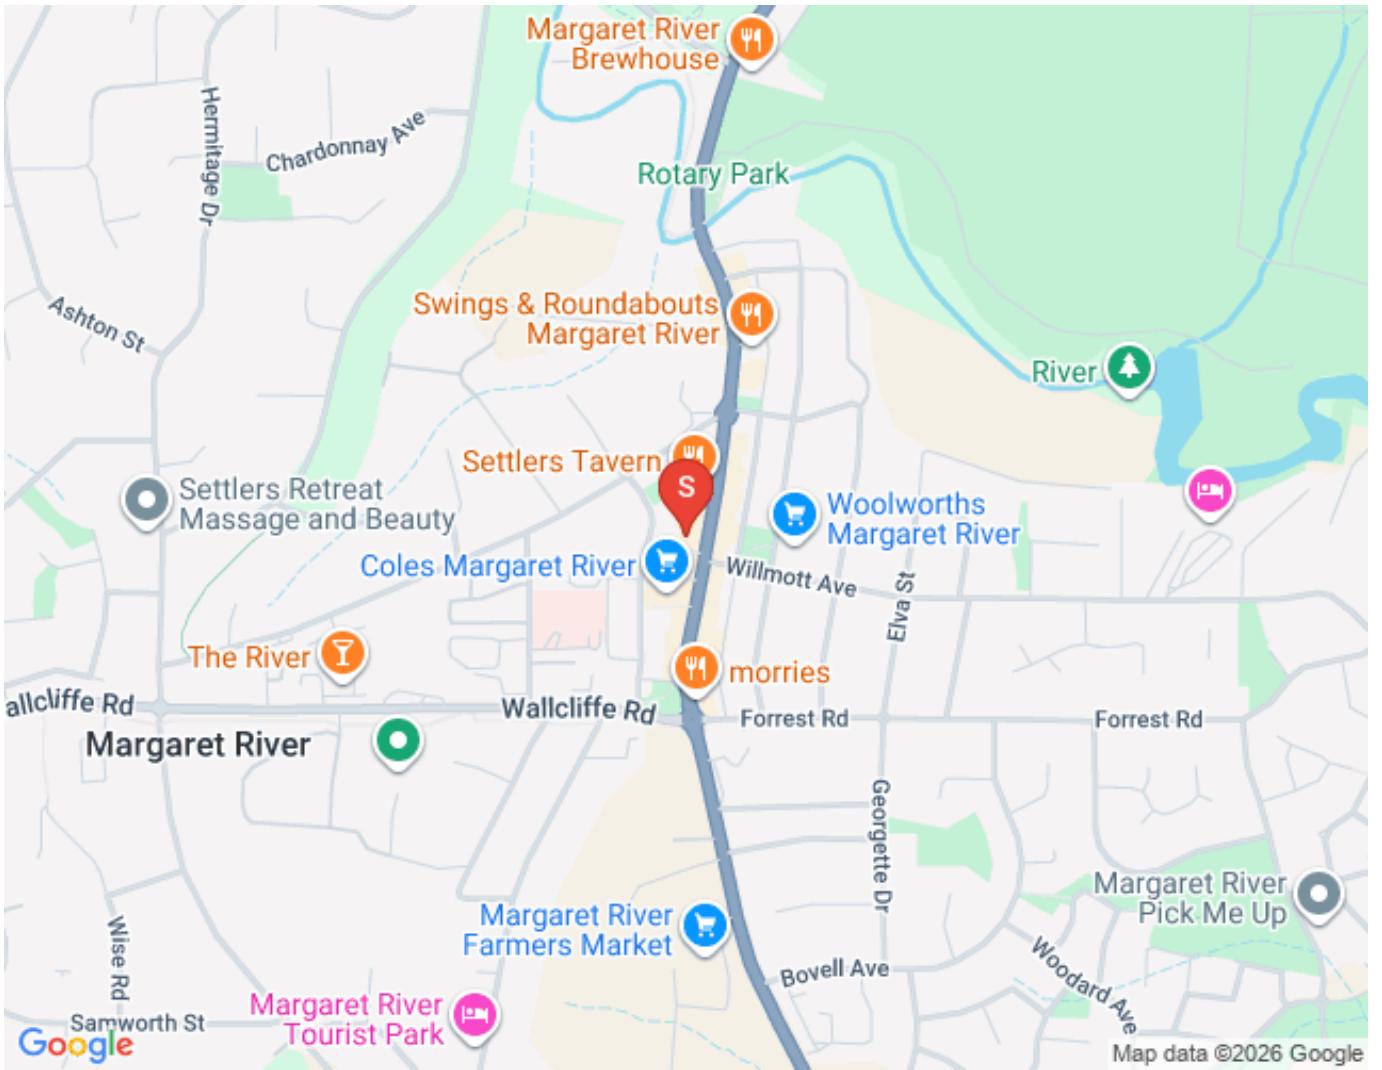 Margaret River
Brewhouse
Hermitage Dr
Chardonnay Ave
Rotary Park
Ashton St
Swings & Roundabouts
Margaret River
River
Settlers Tavern
S
Settlers Retreat
Massage and Beauty
Woolworths
Margaret River
Coles Margaret River
Willmott Ave
Elva St
The River
morries
allcliffe Rd
Wallcliffe Rd
Forrest Rd
Forrest Rd
Margaret River
Georgette Dr
Margaret River
Pick Me Up
Margaret River
Farmers Market
Wise Rd
Bovell Ave
Woodard Ave
Margaret River
Tourist Park
Samworth St
Google
Map data ©2026 Google